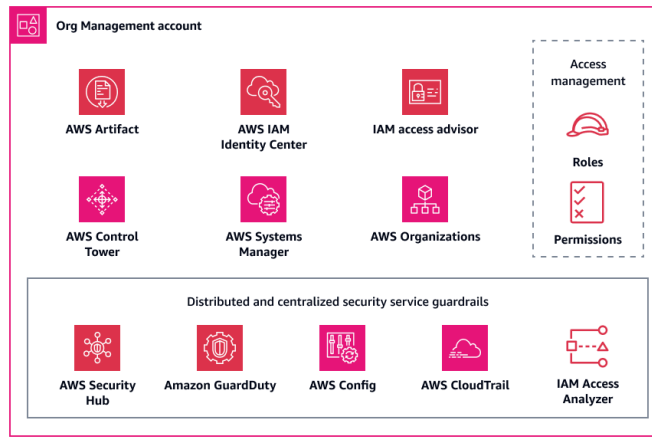 Org Management account
Access
management
AWS Artifact
AWS IAM
Identity Center
IAM access advisor
Roles
AWS Control
Tower
AWS Systems
Manager
AWS Organizations
Permissions
Distributed and centralized security service guardrails
AWS Security
Hub
Amazon GuardDuty
AWS Config
AWS CloudTrail
IAM Access
Analyzer